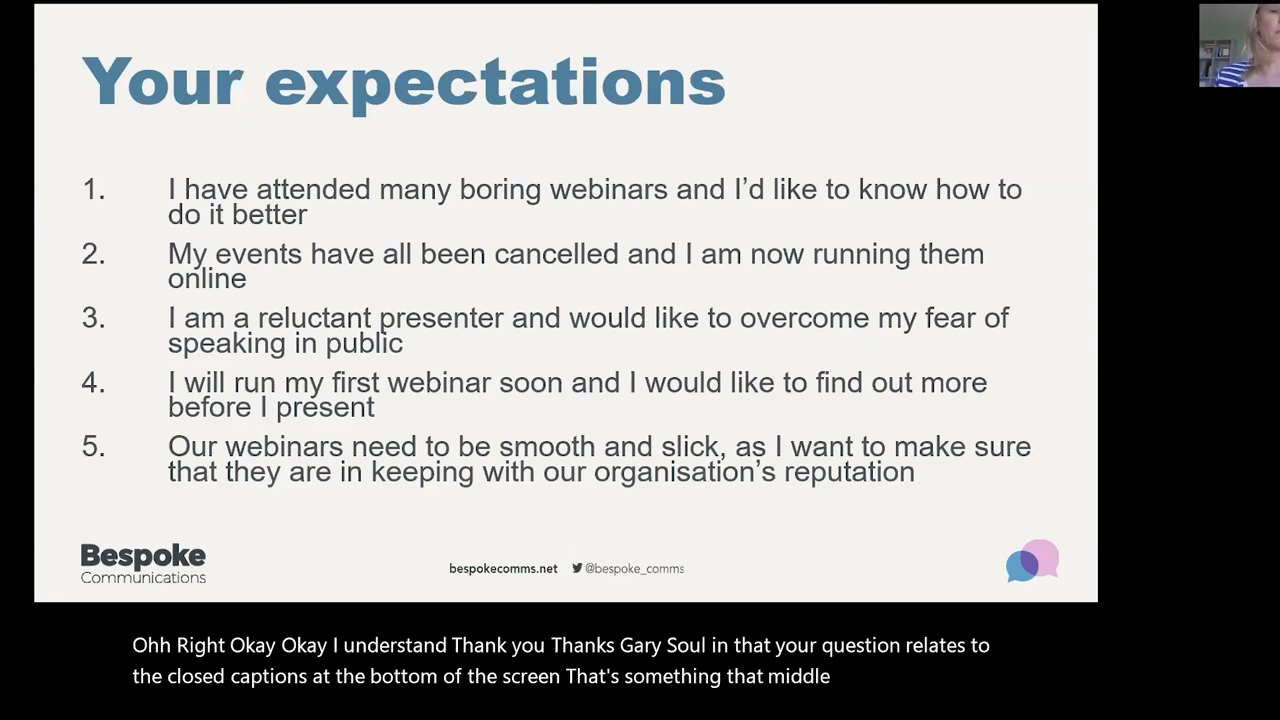 Your expectations
1. I have attended many boring webinars and I’d like to know how to
do it better
2. My events have all been cancelled and I am now running them
online
3. I am a reluctant presenter and would like to overcome my fear of
speaking in public
4. I will run my first webinar soon and I would like to find out more
before I present
5. Our webinars need to be smooth and slick, as I want to make sure
that they are in keeping with our organisation’s reputation
Bespoke
Communications
bespokecomms.net @bespoke_comms
Ohh Right Okay Okay I understand Thank you Thanks Gary Soul in that your question relates to
the closed captions at the bottom of the screen That's something that middle